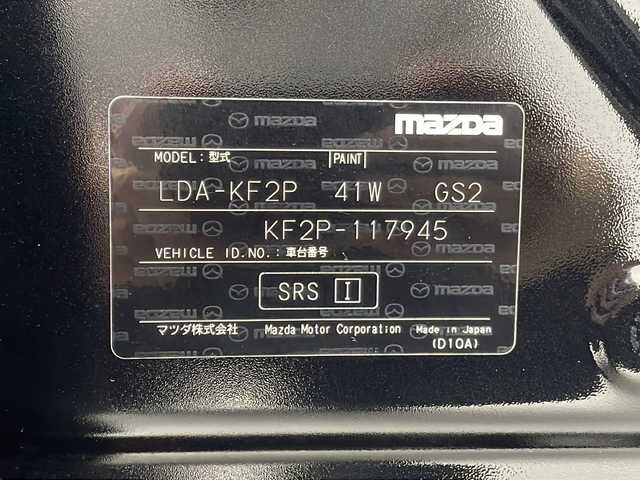 mazda
MODEL:型式 PAINT
LDA-KF2P 41W GS2
KF2P-117945
VEHICLE ID.NO.:車台番号
SRS I
マツダ株式会社 Mazda Motor Corporation Made in Japan
(D10A)